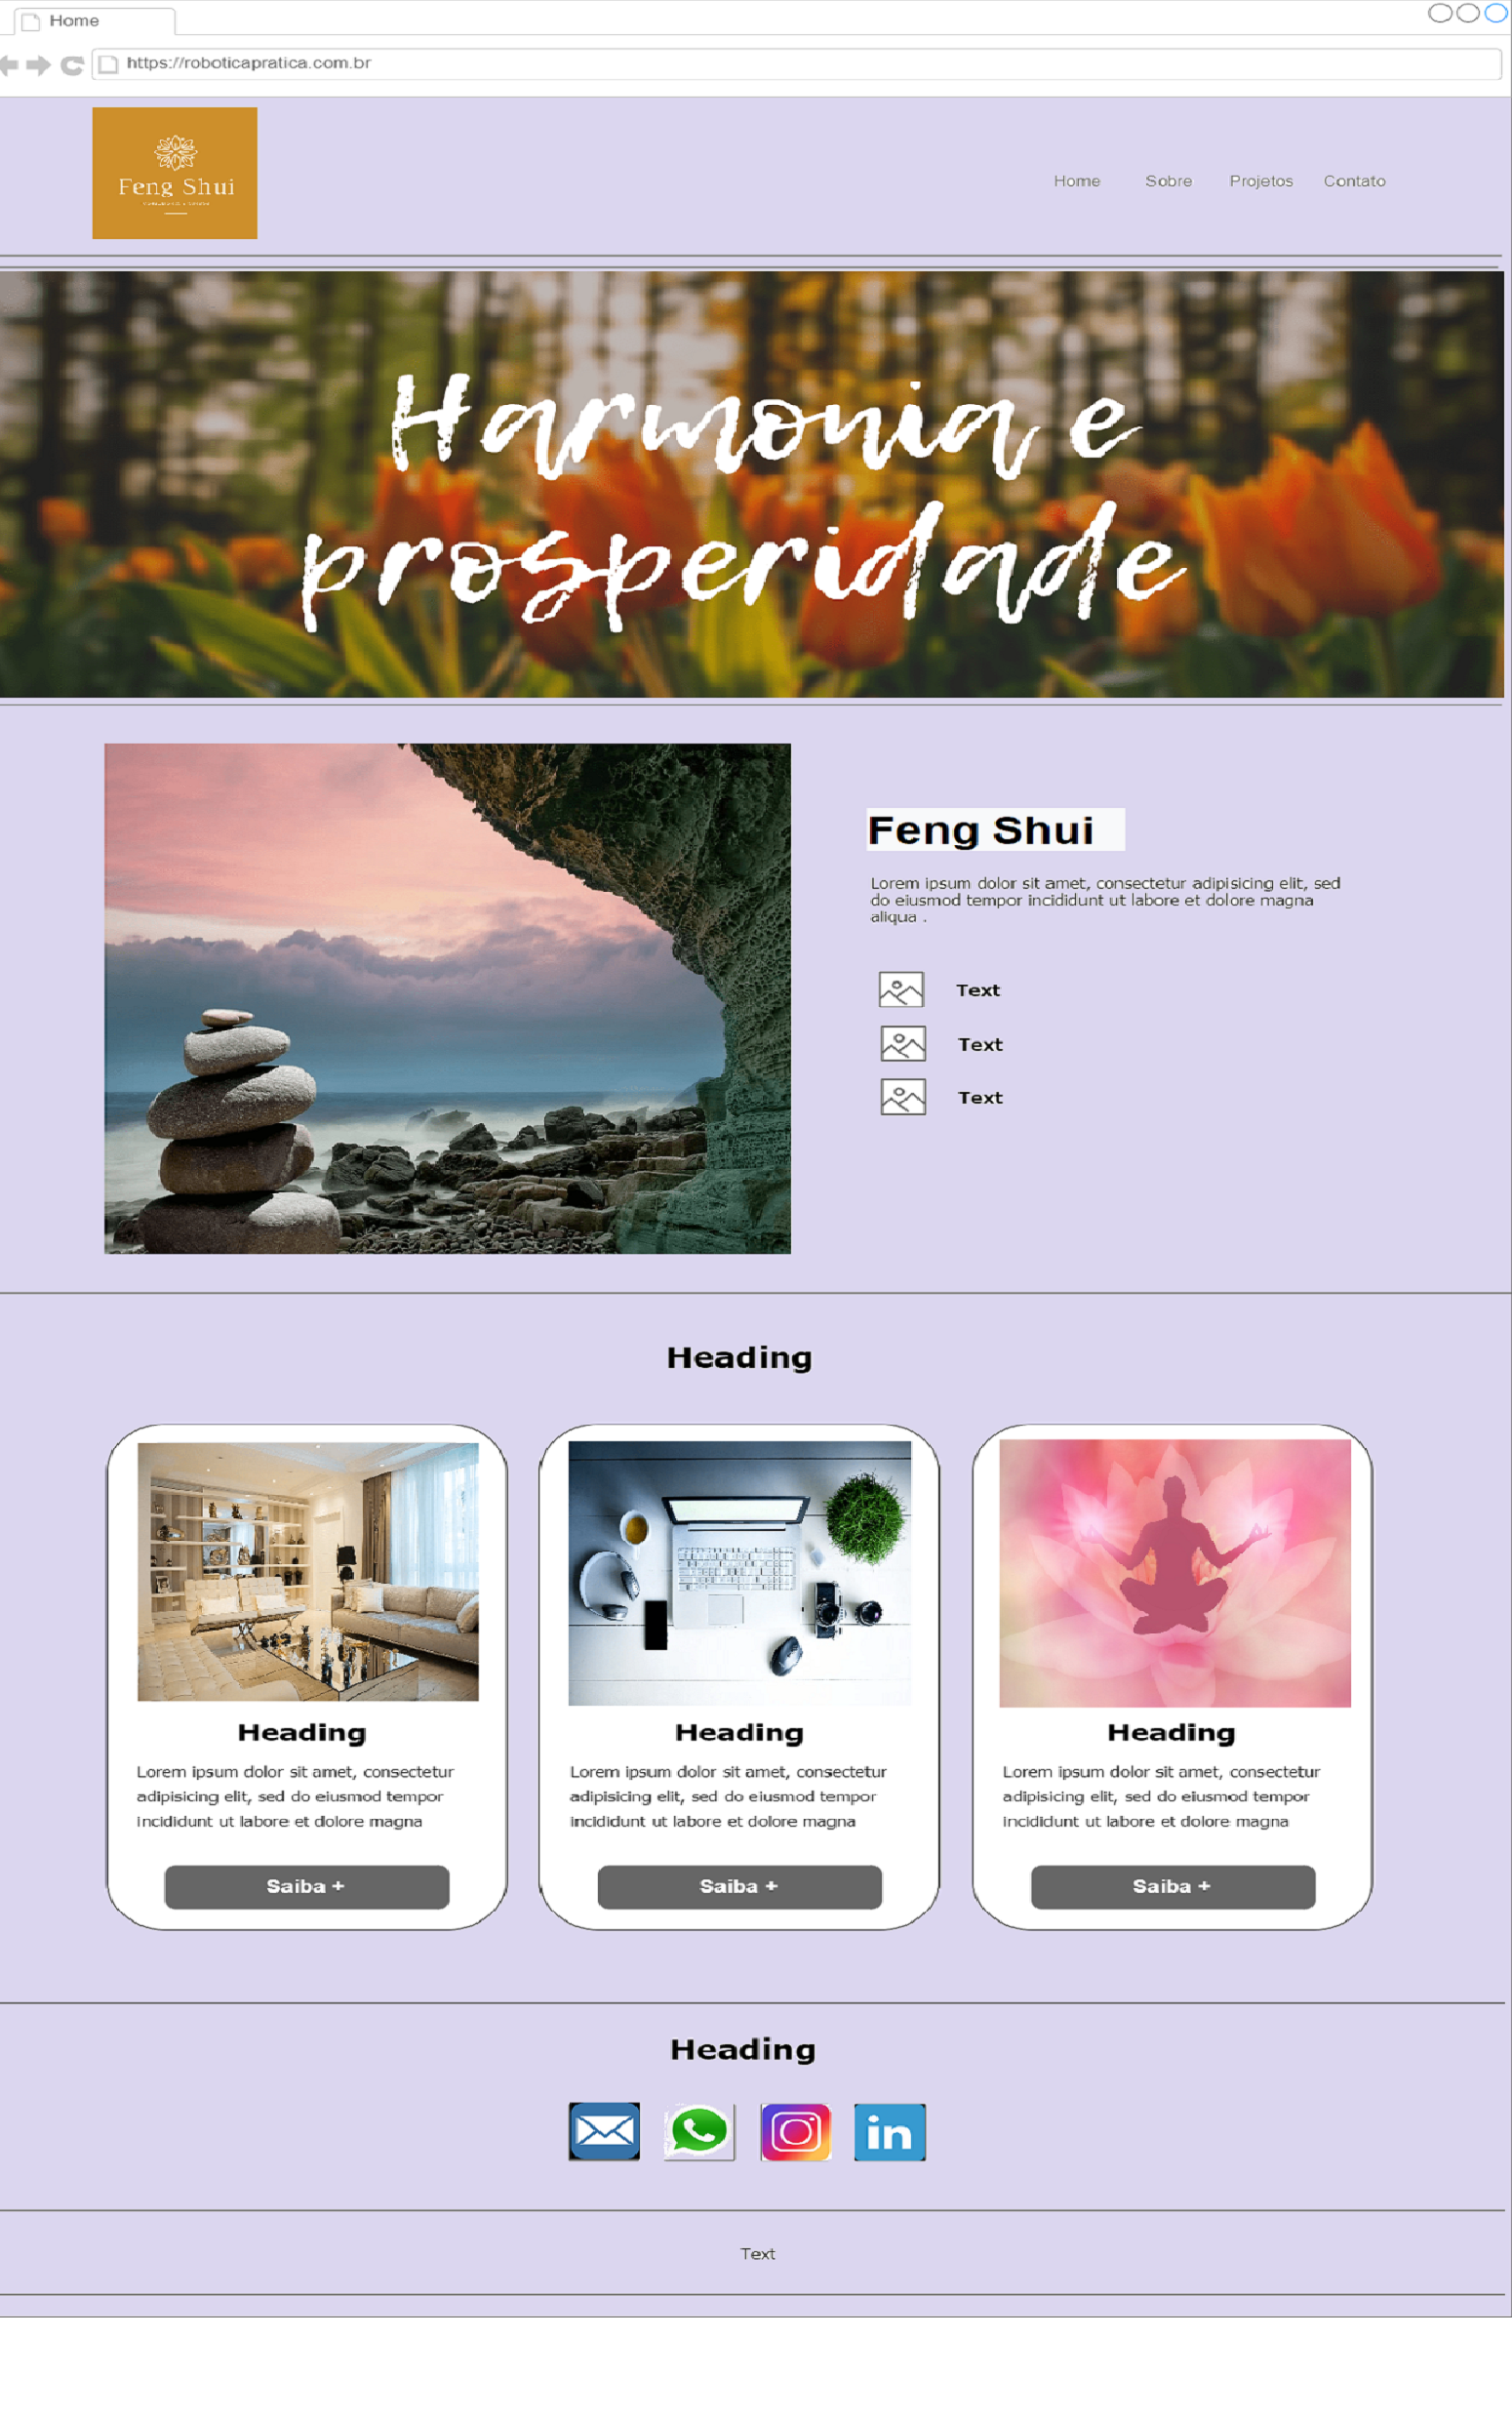 Home
https://roboticapratica.com.br
Feng Shui
Home Sobre Projetos Contato
Harmonia e
prosperidade
Feng Shui
Lorem ipsum dolor sit amet, consectetur adipisicing elit, sed
do eiusmod tempor incididunt ut labore et dolore magna
aliqua .
Text
Text
Text
Heading
Heading
Lorem ipsum dolor sit amet, consectetur
adipisicing elit, sed do eiusmod tempor
incididunt ut labore et dolore magna
Saiba +
Heading
Lorem ipsum dolor sit amet, consectetur
adipisicing elit, sed do eiusmod tempor
incididunt ut labore et dolore magna
Saiba +
Heading
Lorem ipsum dolor sit amet, consectetur
adipisicing elit, sed do eiusmod tempor
incididunt ut labore et dolore magna
Saiba +
Heading
in
Text